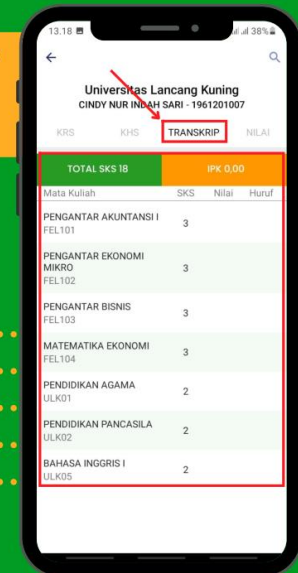 13.18
38%
Universitas Lancang Kuning
CINDY NUR INDAH SARI - 1961201007
KRS KHS TRANSKRIP NILAI
TOTAL SKS 18 IPK 0,00
Mata Kuliah SKS Nilai Huruf
PENGANTAR AKUNTANSI I
FEL101
3
PENGANTAR EKONOMI
MIKRO
FEL102
3
PENGANTAR BISNIS
FEL103
3
MATEMATIKA EKONOMI
FEL104
3
PENDIDIKAN AGAMA
ULK01
2
PENDIDIKAN PANCASILA
ULK02
2
BAHASA INGGRIS I
ULK05
2